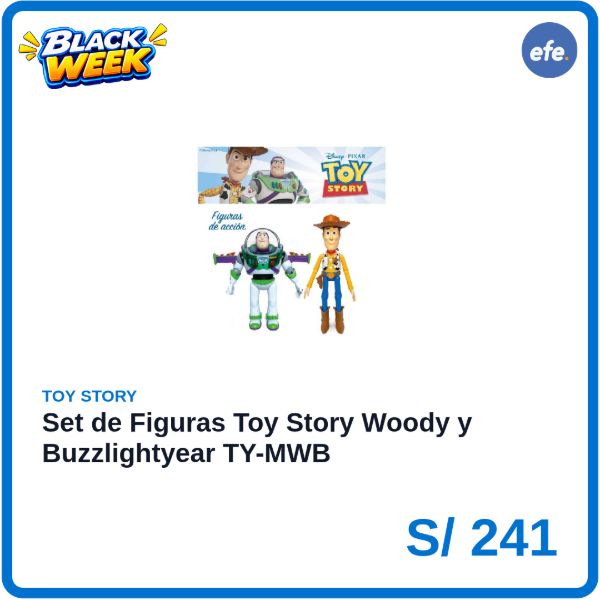 BLACK
WEEK
efe.
Disney • PIXAR
TOY
STORY
Figuras
de acción
TOY STORY
Set de Figuras Toy Story Woody y
Buzzlightyear TY-MWB
S/ 241